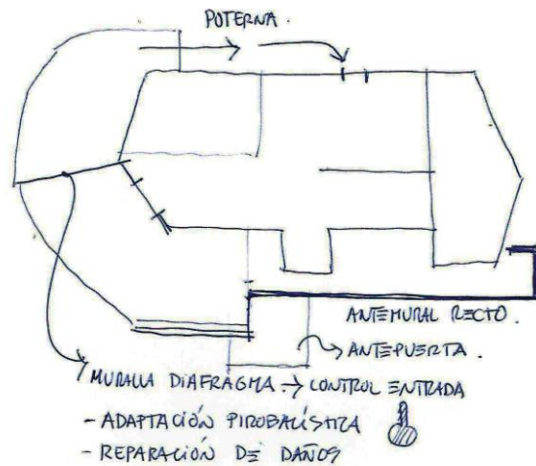 POTERNA.
ANTEMURAL RECTO.
ANTEPUERTA.
MURALLA DIAFRAGMA → CONTROL ENTRADA
- ADAPTACIÓN PIROBALÍSTICA
- REPARACIÓN DE DAÑOS